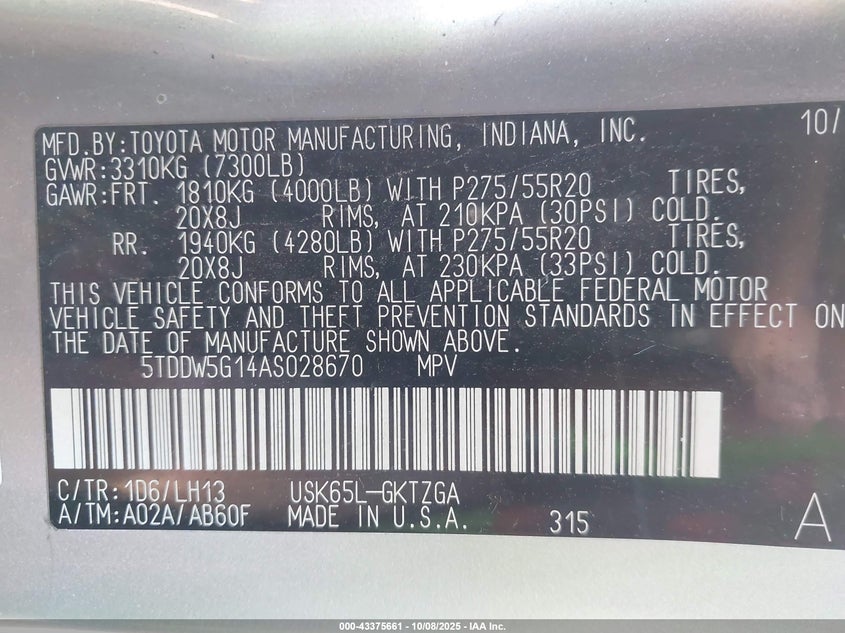 MFD.BY:TOYOTA MOTOR MANUFACTURING, INDIANA, INC. 10/
GVWR:3310KG (7300LB)
GAWR:FRT. 1810KG (4000LB) WITH P275/55R20 TIRES,
20X8J RIMS, AT 210KPA (30PSI) COLD.
RR. 1940KG (4280LB) WITH P275/55R20 TIRES,
20X8J RIMS, AT 230KPA (33PSI) COLD.
THIS VEHICLE CONFORMS TO ALL APPLICABLE FEDERAL MOTOR
VEHICLE SAFETY AND THEFT PREVENTION STANDARDS IN EFFECT ON
THE DATE OF MANUFACTURE SHOWN ABOVE.
5TDDW5G14AS028670 MPV
C/TR:1D6/LH13 USK65L-GKTZGA
A/TM:A02A/AB60F MADE IN U.S.A. 315 A
000-43375661 - 10/08/2025 - IAA Inc.